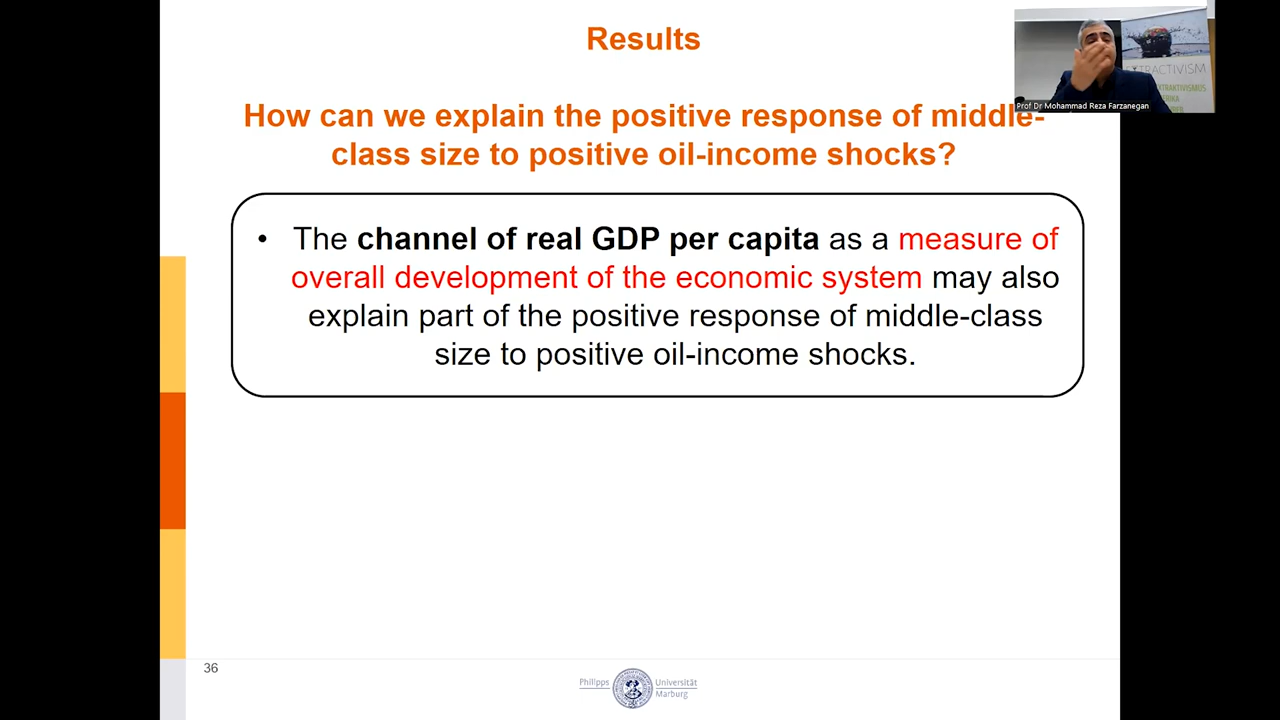 Results
How can we explain the positive response of middle-
class size to positive oil-income shocks?
• The channel of real GDP per capita as a measure of
overall development of the economic system may also
explain part of the positive response of middle-class
size to positive oil-income shocks.
Prof Dr Mohammad Reza Farzanegan
36
Philipps Universität
Marburg